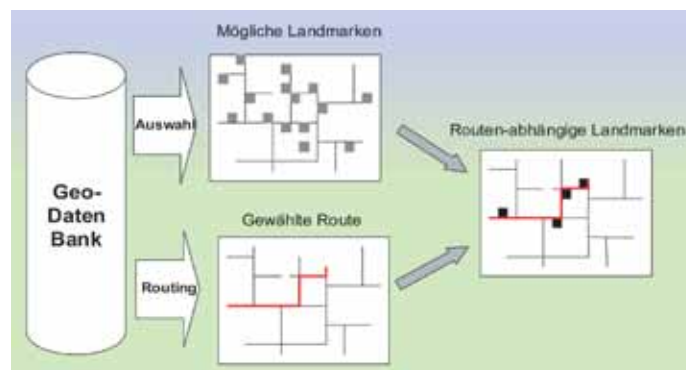 Mögliche Landmarken
Auswahl
Routen-abhängige Landmarken
Geo-
Daten
Bank
Gewählte Route
Routing